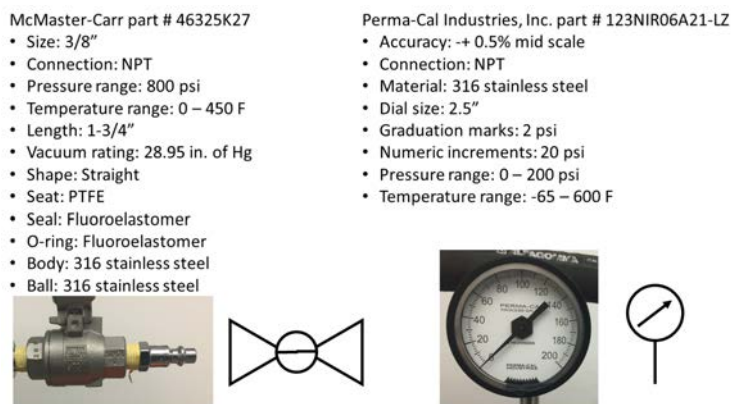 McMaster-Carr part # 46325K27
• Size: 3/8”
• Connection: NPT
• Pressure range: 800 psi
• Temperature range: 0 – 450 F
• Length: 1-3/4”
• Vacuum rating: 28.95 in. of Hg
• Shape: Straight
• Seat: PTFE
• Seal: Fluoroelastomer
• O-ring: Fluoroelastomer
• Body: 316 stainless steel
• Ball: 316 stainless steel
Perma-Cal Industries, Inc. part # 123NIR06A21-LZ
• Accuracy: -+ 0.5% mid scale
• Connection: NPT
• Material: 316 stainless steel
• Dial size: 2.5”
• Graduation marks: 2 psi
• Numeric increments: 20 psi
• Pressure range: 0 – 200 psi
• Temperature range: -65 – 600 F
0
20
40
60
80
100
120
140
160
180
200
PERMA-CAL